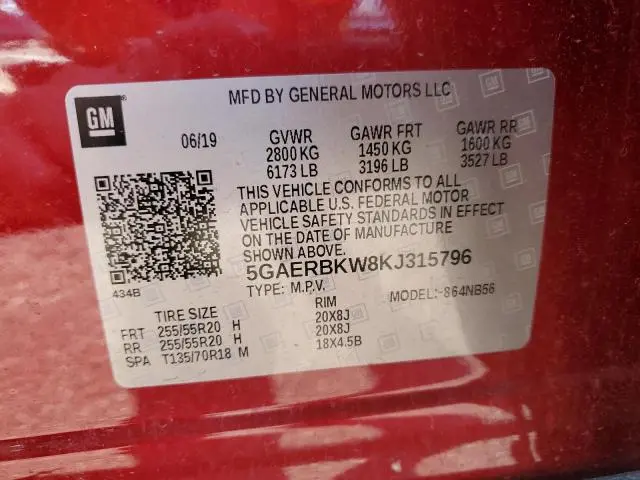 MFD BY GENERAL MOTORS LLC
GM
06/19 GVWR GAWR FRT GAWR RR
2800 KG 1450 KG 1600 KG
6173 LB 3196 LB 3527 LB
THIS VEHICLE CONFORMS TO ALL
APPLICABLE U.S. FEDERAL MOTOR
VEHICLE SAFETY STANDARDS IN EFFECT
ON THE DATE OF MANUFACTURE SHOWN ABOVE.
5GAERBKW8KJ315796
434B TYPE: M.P.V. MODEL:-864NB56
TIRE SIZE RIM
FRT 255/55R20 H 20X8J
RR 255/55R20 H 20X8J
SPA T135/70R18 M 18X4.5B